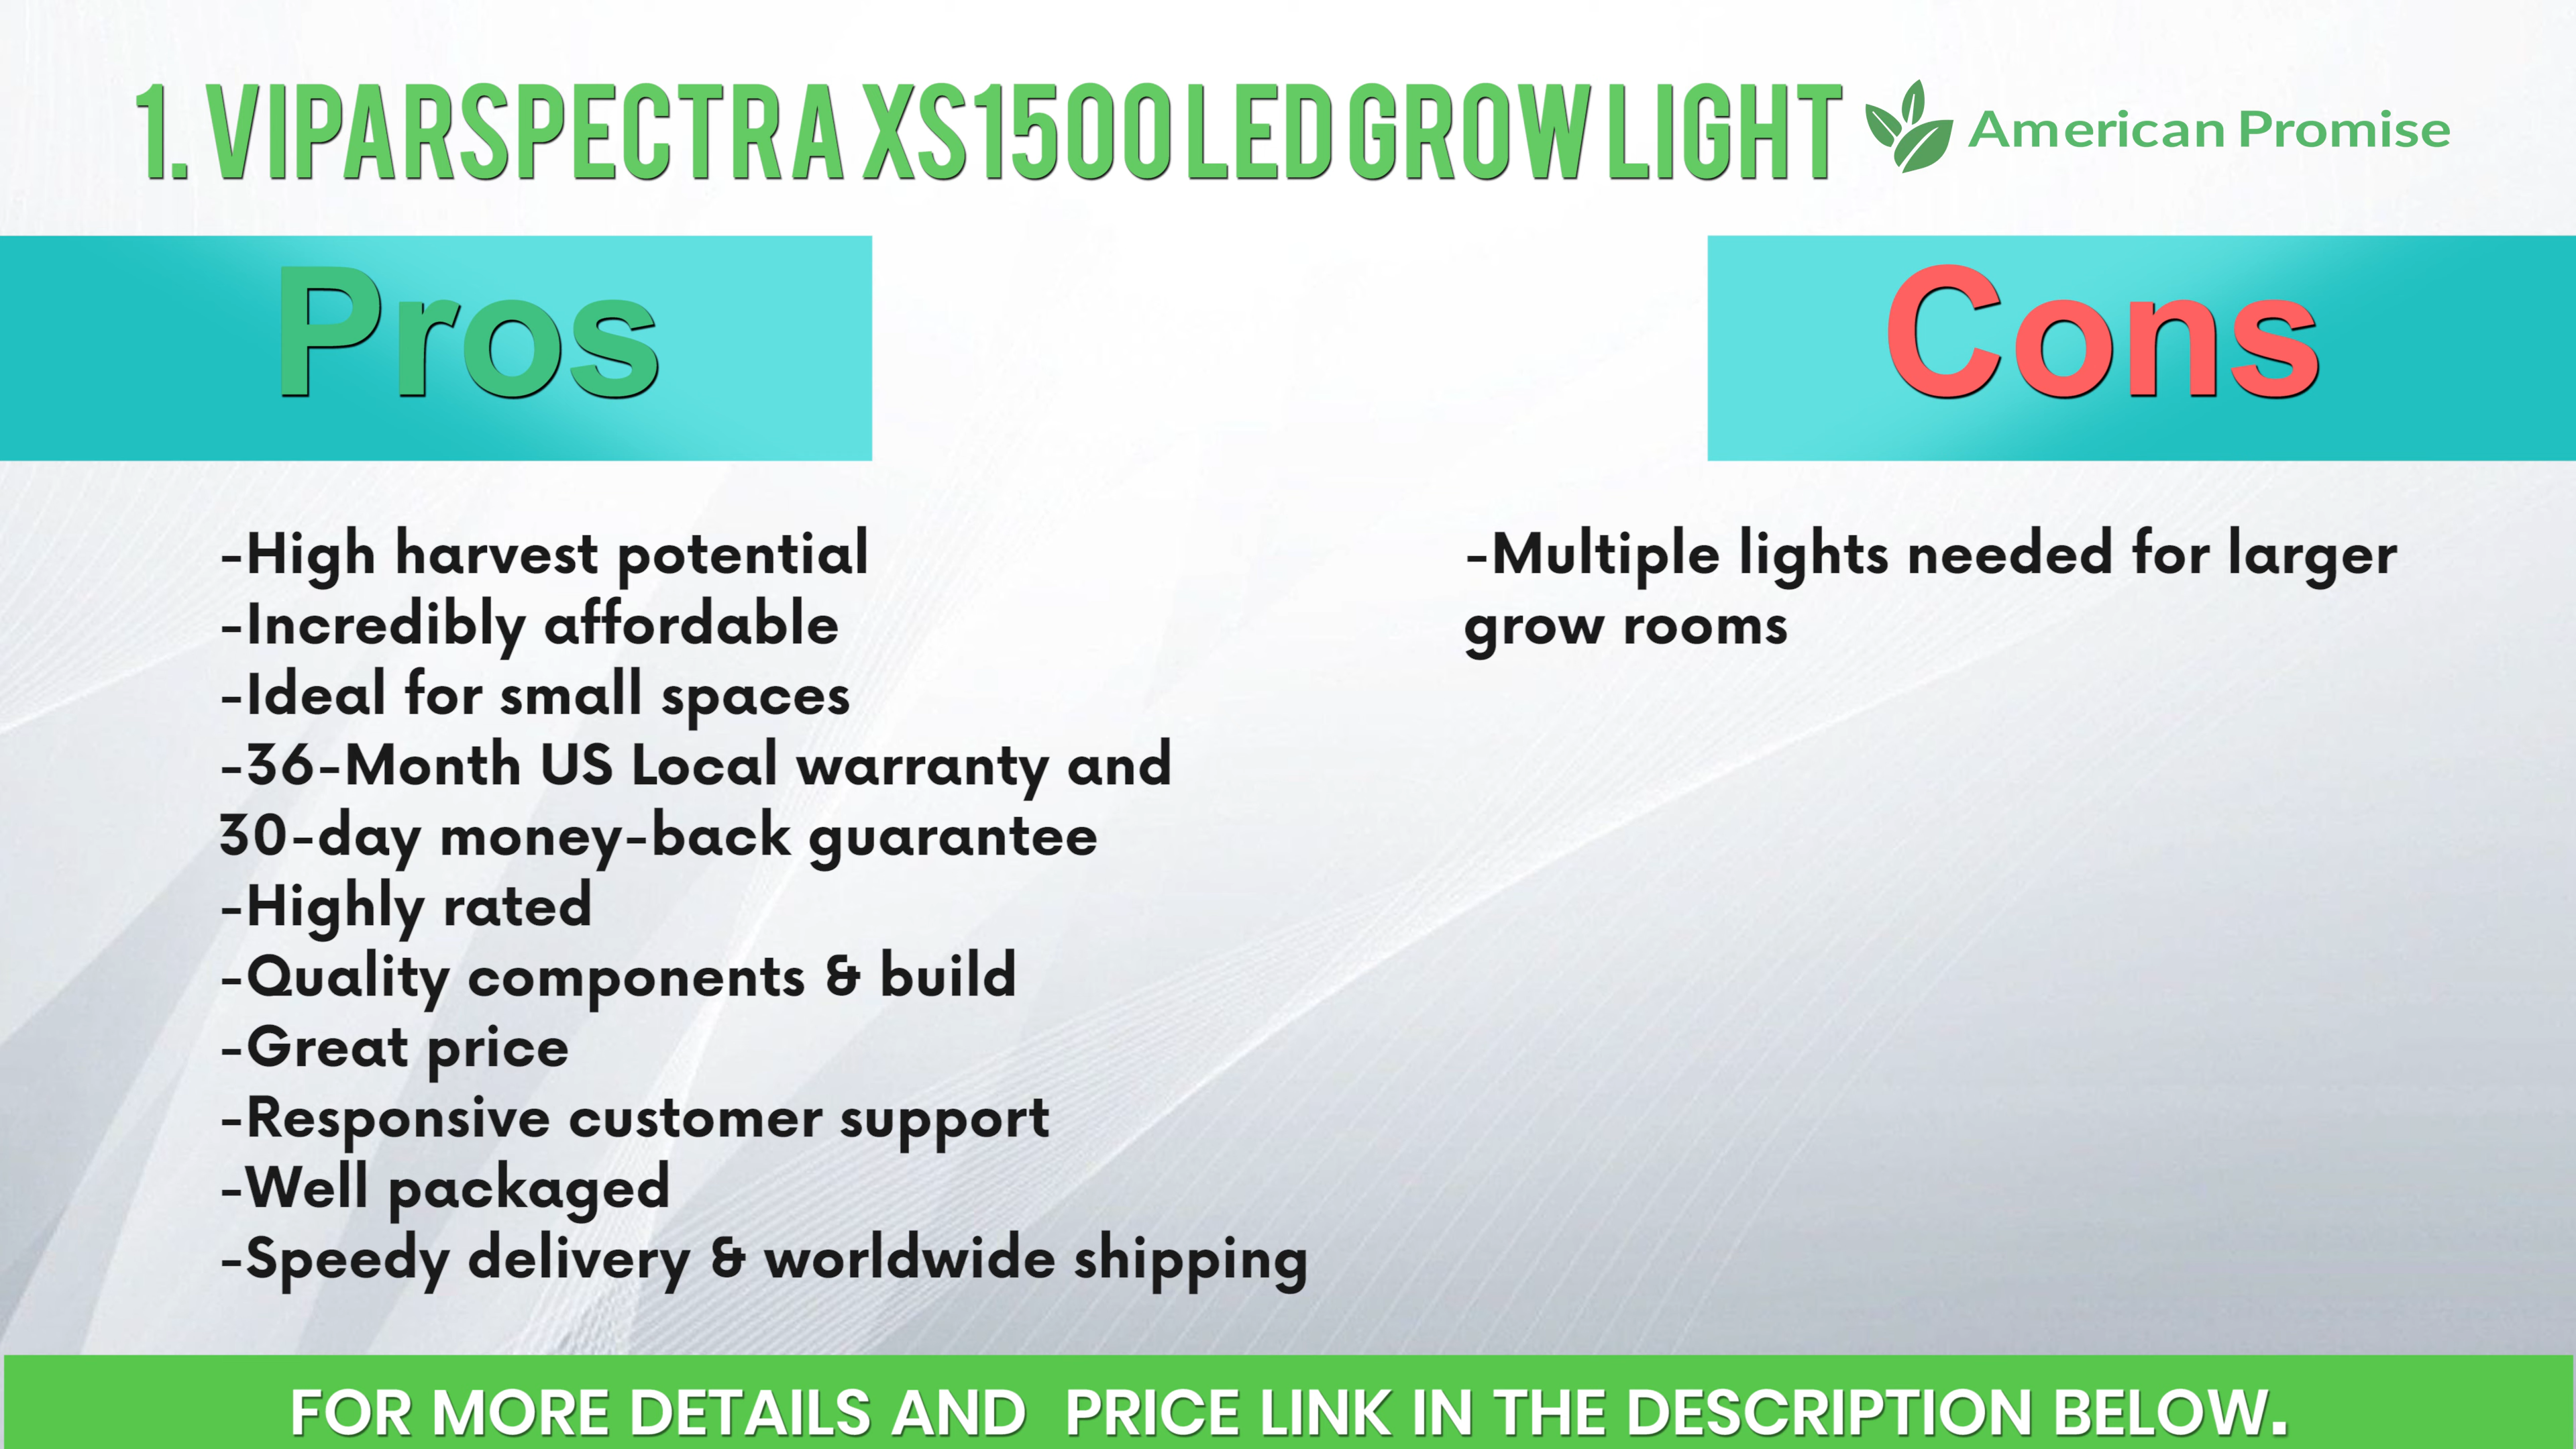 1. VIPARSPECTRA XS1500 LED GROW LIGHT
American Promise
Pros
Cons
-High harvest potential
-Incredibly affordable
-Ideal for small spaces
-36-Month US Local warranty and
30-day money-back guarantee
-Highly rated
-Quality components & build
-Great price
-Responsive customer support
-Well packaged
-Speedy delivery & worldwide shipping
-Multiple lights needed for larger
grow rooms
FOR MORE DETAILS AND PRICE LINK IN THE DESCRIPTION BELOW.